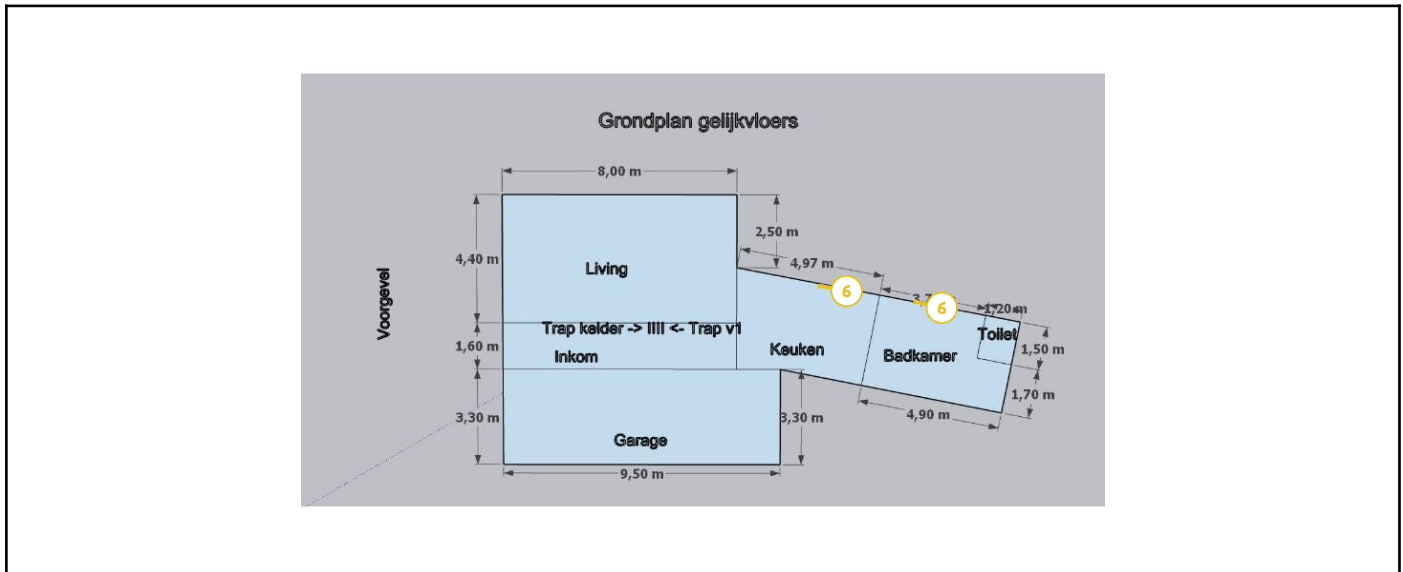 Grondplan gelijkvloers
8,00 m
2,50 m
4,40 m
4,97 m
Living
Voorgevel
6
6
1,20 m
Trap kelder -> IIII <- Trap v1
Toilet
1,60 m
Inkom
Keuken
Badkamer
1,50 m
1,70 m
3,30 m
3,30 m
4,90 m
Garage
9,50 m